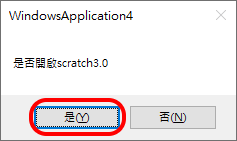 WindowsApplication4
是否開啟scratch3.0
是(Y)
否(N)